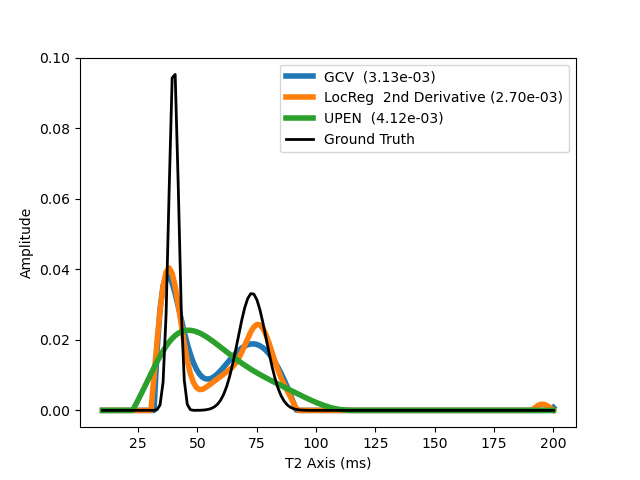 GCV (3.13e-03)
LocReg 2nd Derivative (2.70e-03)
UPEN (4.12e-03)
Ground Truth
Amplitude
0.10
0.08
0.06
0.04
0.02
0.00
25 50 75 100 125 150 175 200
T2 Axis (ms)